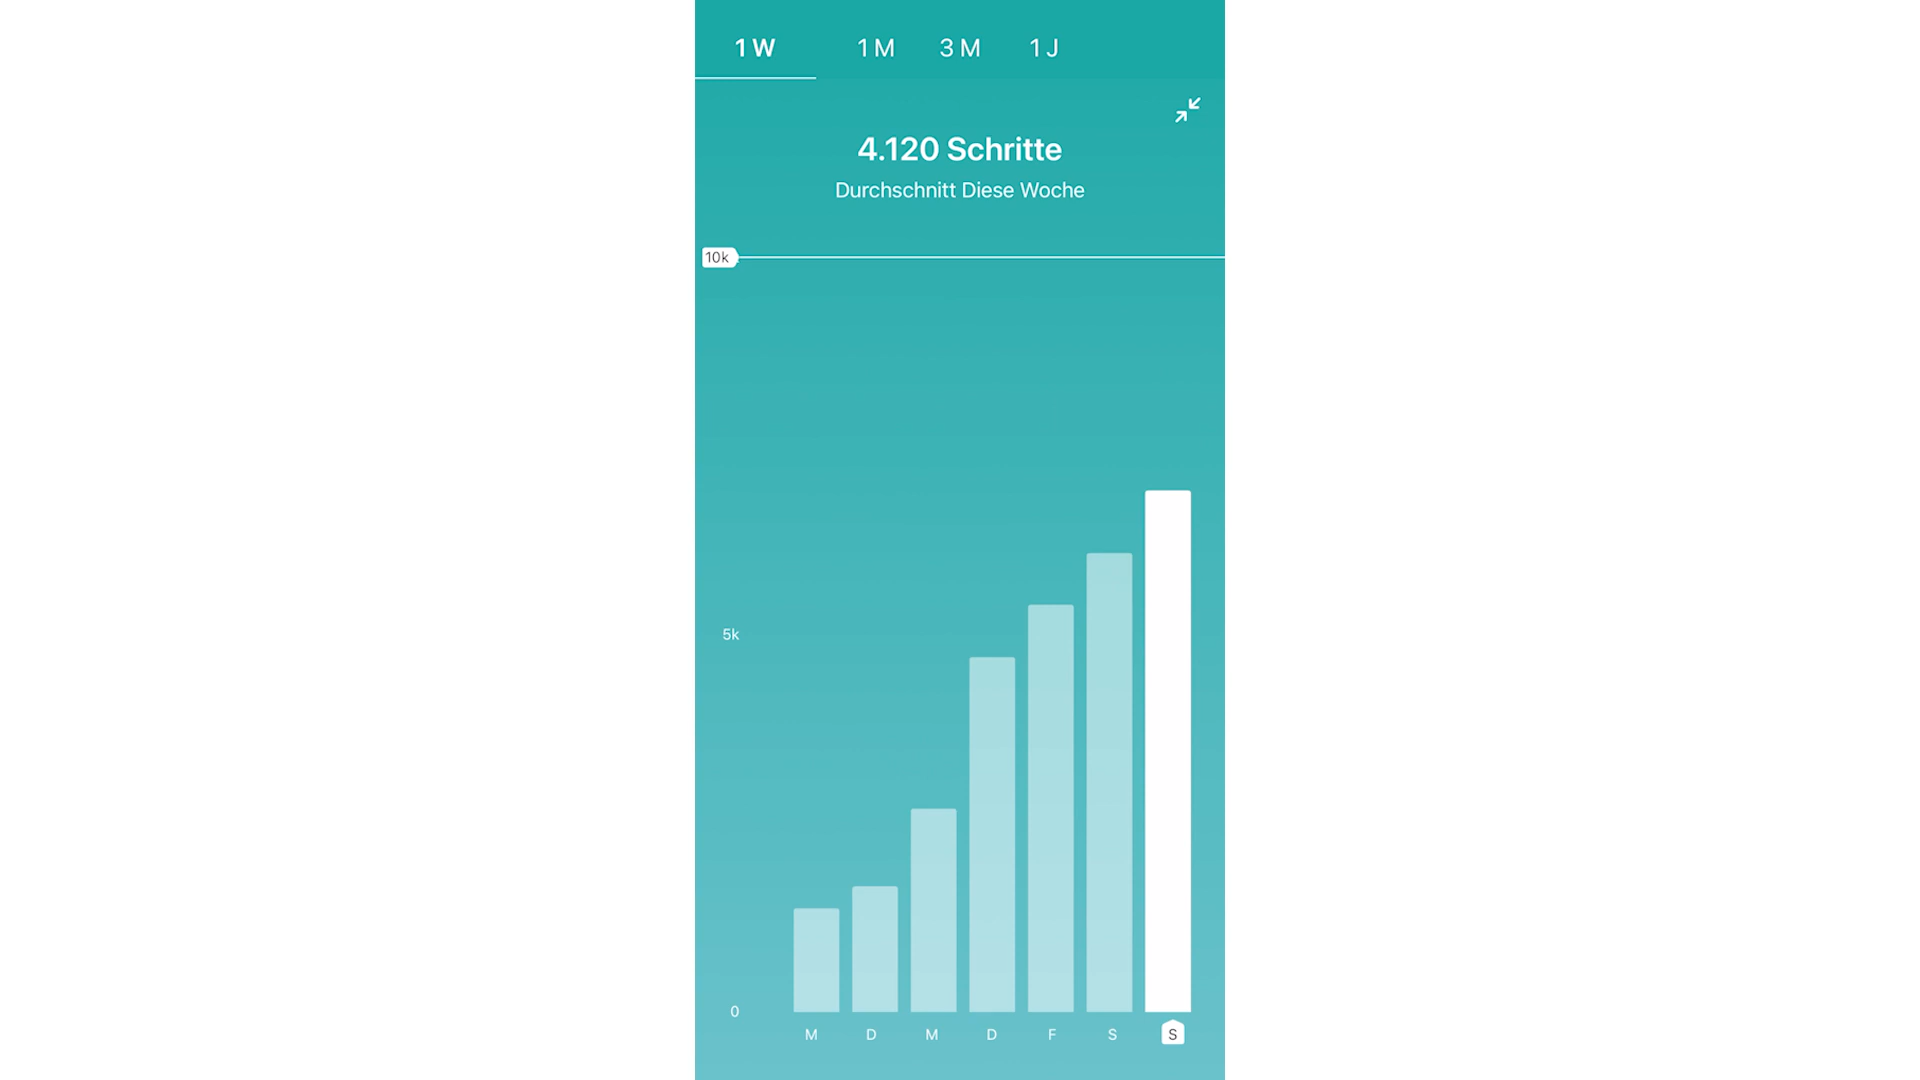 1 W 1 M 3 M 1 J
4.120 Schritte
Durchschnitt Diese Woche
10k
5k
0
M D M D F S S